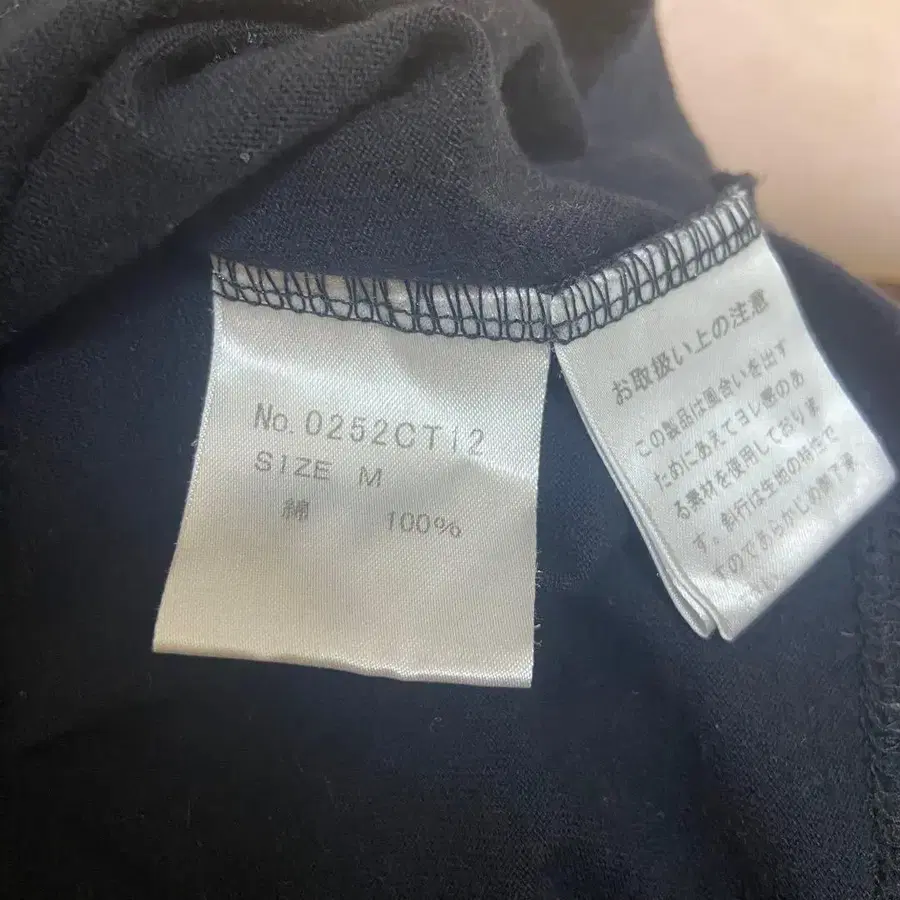 No. 0252CT12
SIZE M
綿 100%
お取扱い上の注意
この製品は風合いを出す
ためにあえてヨレ感のあ
る素材を使用しておりま
す。斜行は生地の特性で
すのであらかじめ御了承